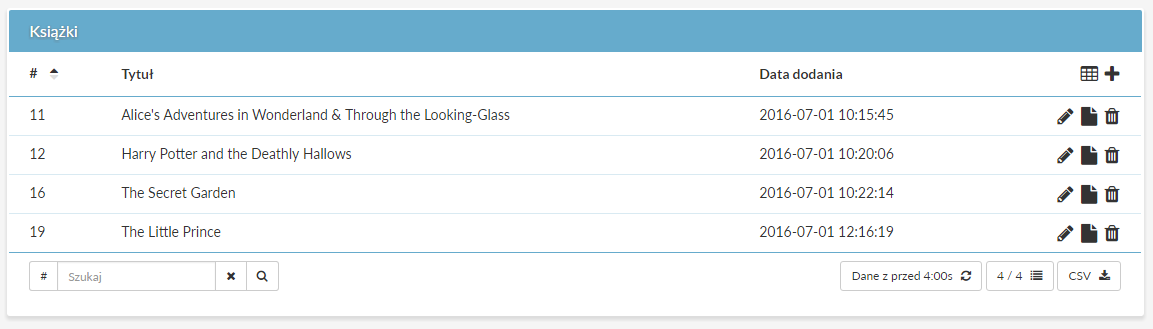 Książki
# Tytuł Data dodania
11 Alice's Adventures in Wonderland & Through the Looking-Glass 2016-07-01 10:15:45
12 Harry Potter and the Deathly Hallows 2016-07-01 10:20:06
16 The Secret Garden 2016-07-01 10:22:14
19 The Little Prince 2016-07-01 12:16:19
# Szukaj Dane z przed 4:00s 4 / 4 CSV